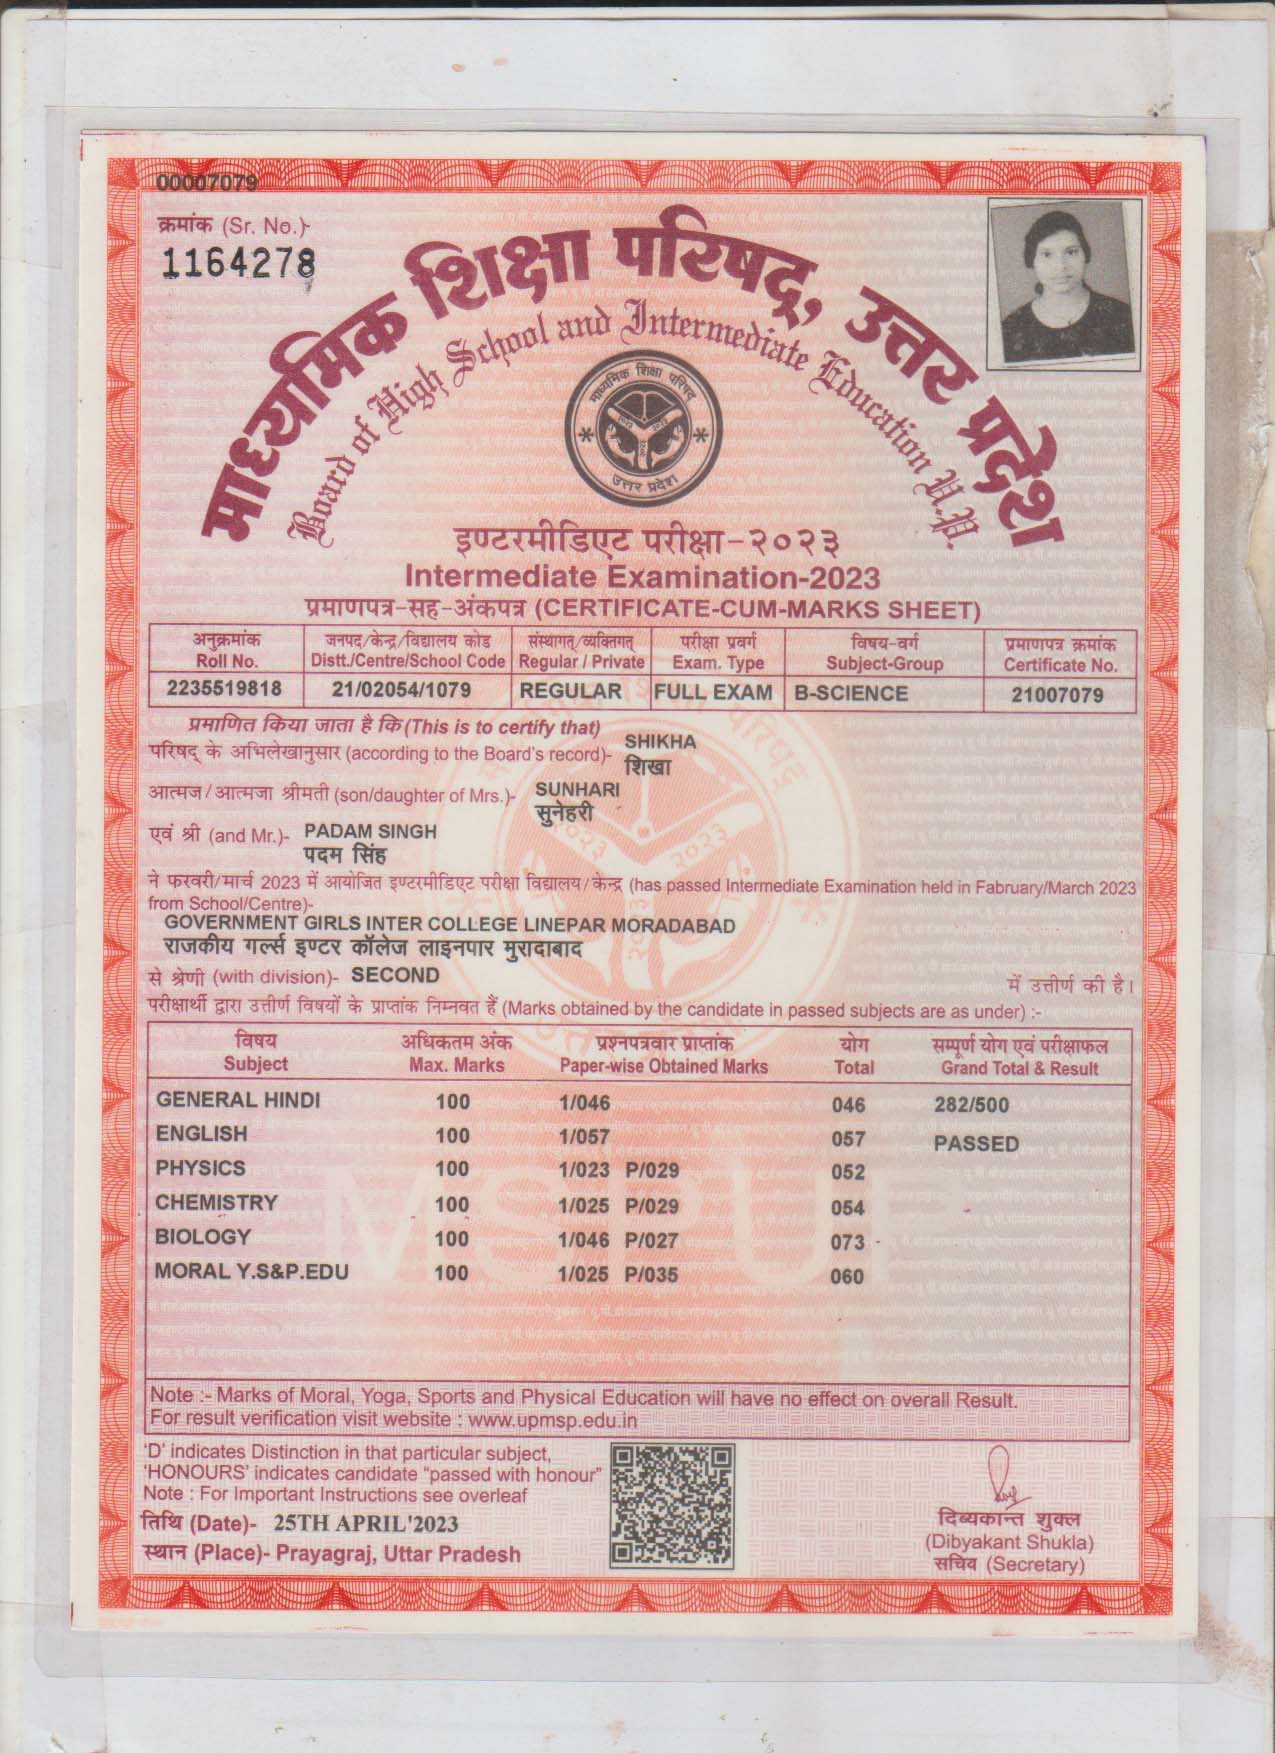 00007079
क्रमांक (Sr. No.)-
1164278
माध्यमिक शिक्षा परिषद्, उत्तर प्रदेश
Board of High School and Intermediate Education U.P.
माध्यमिक शिक्षा परिषद्
उत्तर प्रदेश
इण्टरमीडिएट परीक्षा-२०२३
Intermediate Examination-2023
प्रमाणपत्र-सह-अंकपत्र (CERTIFICATE-CUM-MARKS SHEET)
अनुक्रमांक जनपद/केन्द्र/विद्यालय कोड संस्थागत/व्यक्तिगत परीक्षा प्रवर्ग विषय-वर्ग प्रमाणपत्र क्रमांक
Roll No. Distt./Centre/School Code Regular / Private Exam. Type Subject-Group Certificate No.
2235519818 21/02054/1079 REGULAR FULL EXAM B-SCIENCE 21007079
प्रमाणित किया जाता है कि (This is to certify that)
परिषद् के अभिलेखानुसार (according to the Board's record)- SHIKHA
शिखा
आत्मज/आत्मजा श्रीमती (son/daughter of Mrs.)- SUNHARI
सुनेहरी
एवं श्री (and Mr.)- PADAM SINGH
पदम सिंह
ने फरवरी/मार्च 2023 में आयोजित इण्टरमीडिएट परीक्षा विद्यालय/केन्द्र (has passed Intermediate Examination held in Fabruary/March 2023
from School/Centre)-
GOVERNMENT GIRLS INTER COLLEGE LINEPAR MORADABAD
राजकीय गर्ल्स इण्टर कॉलेज लाइनपार मुरादाबाद
से श्रेणी (with division)- SECOND में उत्तीर्ण की है।
परीक्षार्थी द्वारा उत्तीर्ण विषयों के प्राप्तांक निम्नवत हैं (Marks obtained by the candidate in passed subjects are as under) :-
विषय अधिकतम अंक प्रश्नपत्रवार प्राप्तांक योग सम्पूर्ण योग एवं परीक्षाफल
Subject Max. Marks Paper-wise Obtained Marks Total Grand Total & Result
GENERAL HINDI 100 1/046 046 282/500
ENGLISH 100 1/057 057 PASSED
PHYSICS 100 1/023 P/029 052
CHEMISTRY 100 1/025 P/029 054
BIOLOGY 100 1/046 P/027 073
MORAL Y.S&P.EDU 100 1/025 P/035 060
Note :- Marks of Moral, Yoga, Sports and Physical Education will have no effect on overall Result.
For result verification visit website : www.upmsp.edu.in
'D' indicates Distinction in that particular subject,
'HONOURS' indicates candidate "passed with honour"
Note : For Important Instructions see overleaf
तिथि (Date)- 25TH APRIL'2023
स्थान (Place)- Prayagraj, Uttar Pradesh
दिब्यकान्त शुक्ल
(Dibyakant Shukla)
सचिव (Secretary)